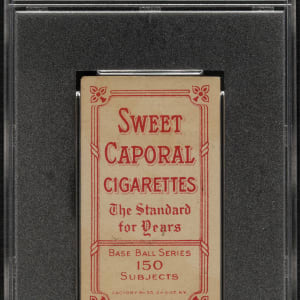 SWEET
CAPORAL
CIGARETTES
The Standard
for Years
BASE BALL SERIES
150
SUBJECTS